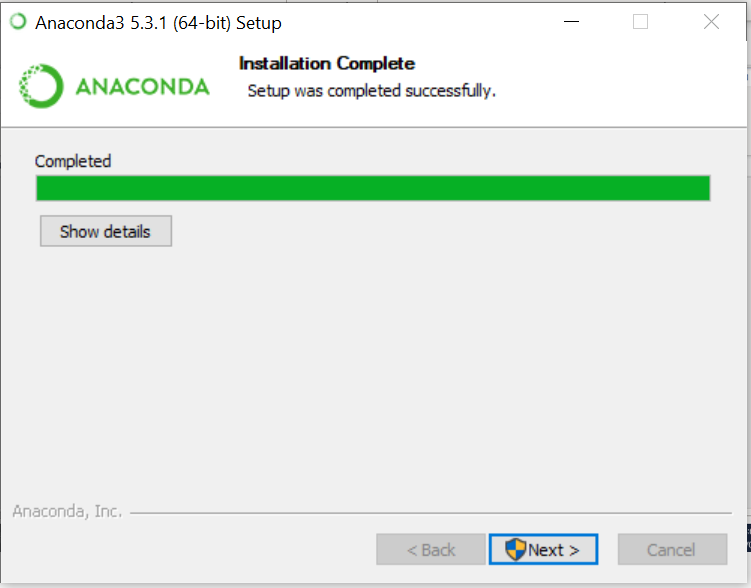 Anaconda3 5.3.1 (64-bit) Setup
ANACONDA
Installation Complete
Setup was completed successfully.
Completed
Show details
Anaconda, Inc.
< Back
Next >
Cancel